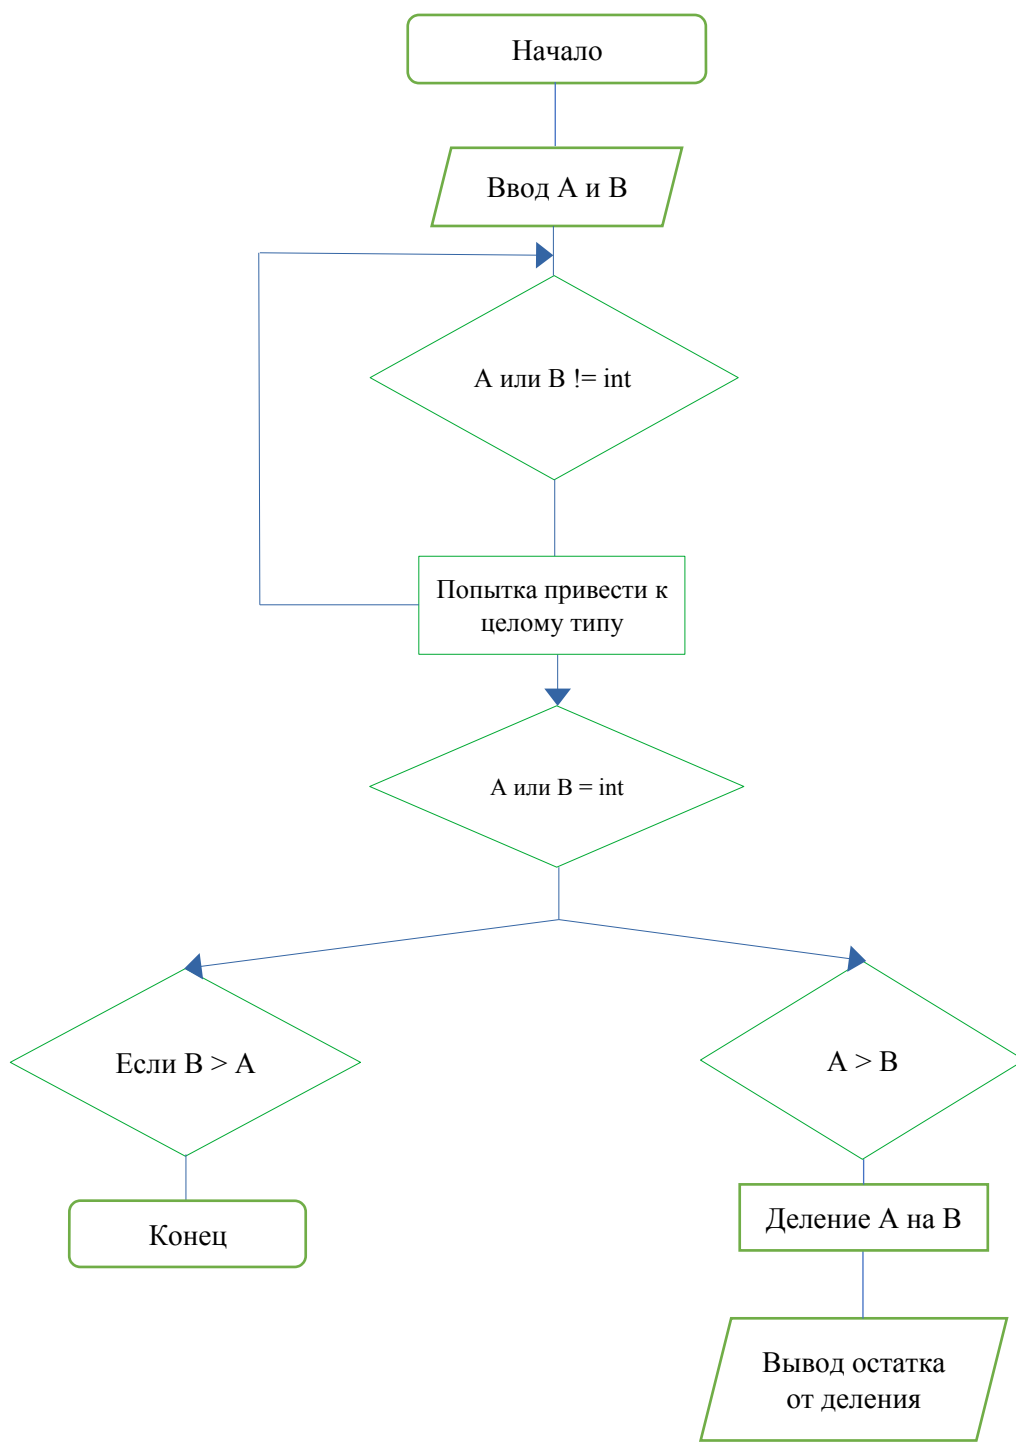 Начало
Ввод А и В
А или В != int
Попытка привести к
целому типу
А или В = int
Если В > А
А > В
Конец
Деление А на В
Вывод остатка
от деления